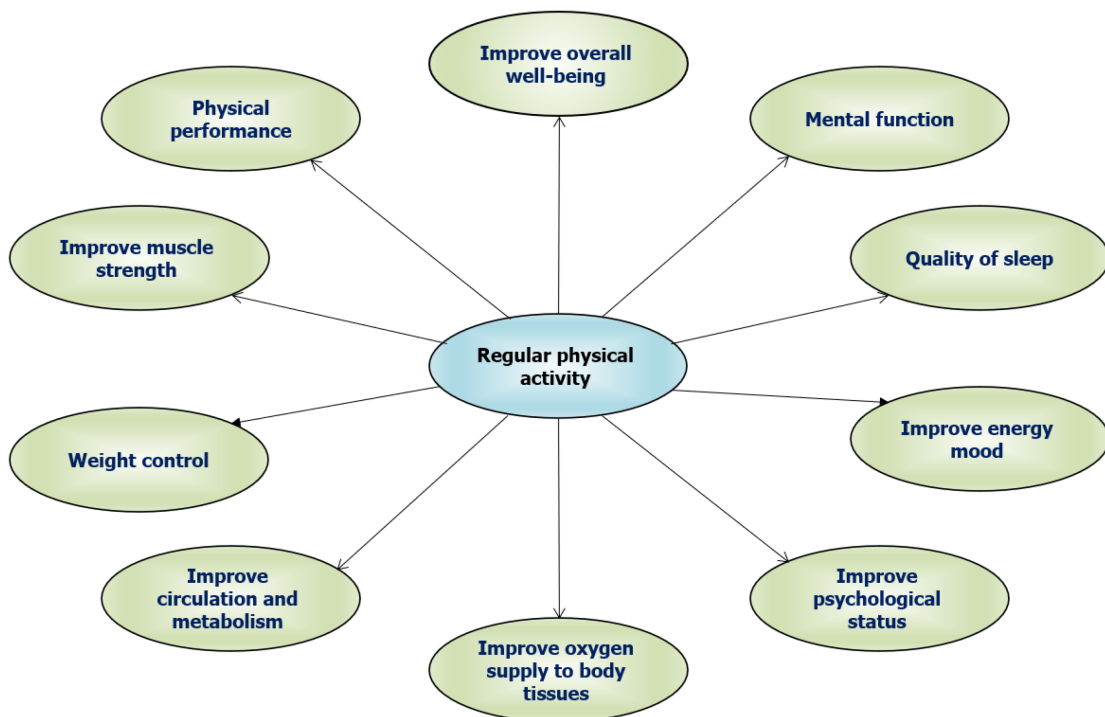 Improve overall
well-being
Physical
performance
Mental function
Improve muscle
strength
Quality of sleep
Regular physical
activity
Weight control
Improve energy
mood
Improve
circulation and
metabolism
Improve
psychological
status
Improve oxygen
supply to body
tissues